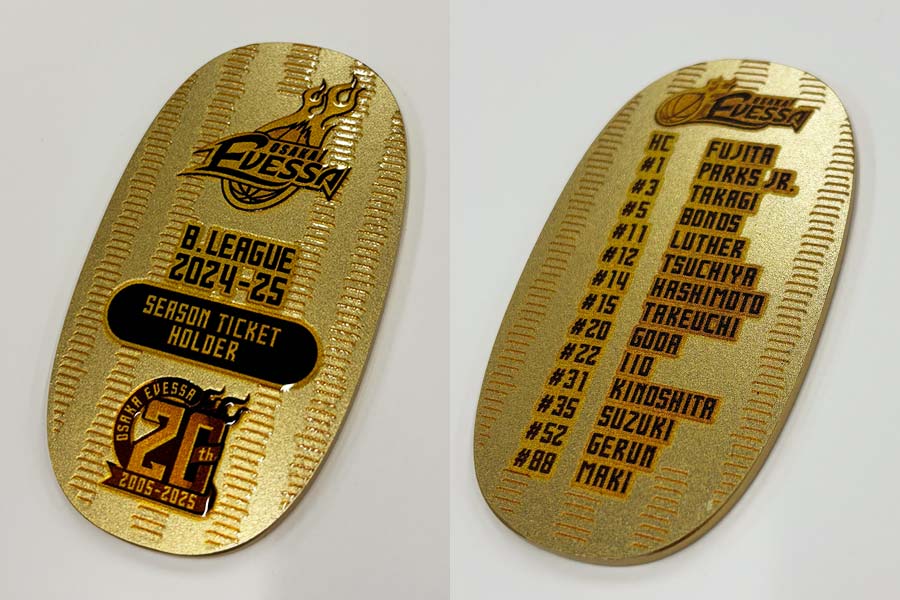 OSAKA
EVESSA
B.LEAGUE
2024-25
SEASON TICKET
HOLDER
OSAKA EVESSA
20th
2005-2025
OSAKA
EVESSA
HC FUJITA
#1 PARKS JR.
#3 TAKAGI
#5 BONDS
#11 LUTHER
#12 TSUCHIYA
#14 HASHIMOTO
#15 TAKEUCHI
#20 GODA
#22 IIO
#31 KINOSHITA
#35 SUZUKI
#52 GERUN
#88 MAKI